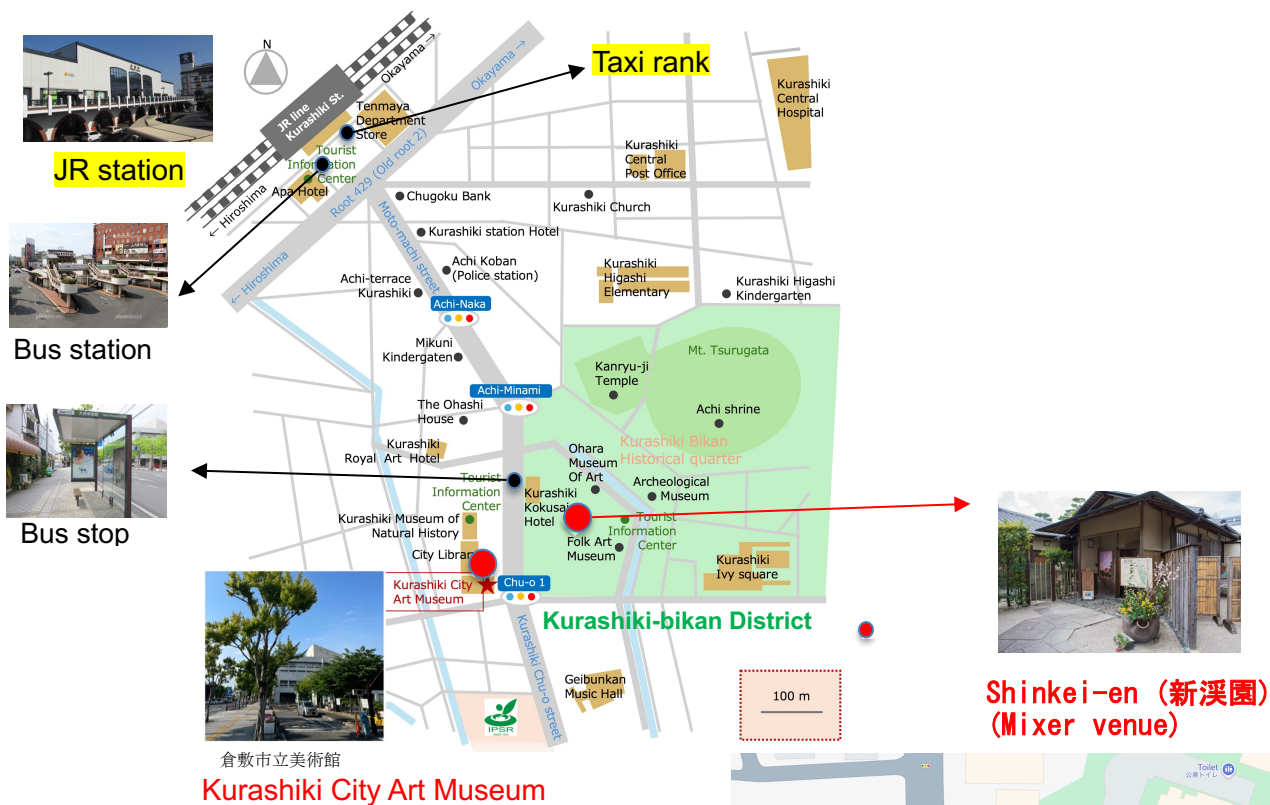 N
Okayama →
Okayama →
Taxi rank
JR line
Kurashiki St.
Tenmaya
Department
Store
Kurashiki
Central
Hospital
JR station
Tourist
Information
Center
Apa Hotel
← Hiroshima
Root 429 (Old root 2)
Kurashiki
Central
Post Office
Chugoku Bank
Kurashiki Church
Moto-machi street
Kurashiki station Hotel
← Hiroshima
Achi Koban
(Police station)
Achi-terrace
Kurashiki
Kurashiki
Higashi
Elementary
Kurashiki Higashi
Kindergarten
Achi-Naka
Bus station
Mikuni
Kindergaten
Mt. Tsurugata
Kanryu-ji
Temple
Achi-Minami
The Ohashi
House
Achi shrine
Kurashiki
Royal Art Hotel
Kurashiki Bikan
Historical quarter
Ohara
Museum
Of Art
Tourist
Information
Center
Archeological
Museum
Kurashiki
Kokusai
Hotel
Bus stop
Kurashiki Museum of
Natural History
Tourist
Information
Center
Folk Art
Museum
City Librar
Kurashiki
Ivy square
Kurashiki City
Art Museum
Chu-o 1
Kurashiki-bikan District
Kurashiki Chu-o street
Geibunkan
Music Hall
100 m
IPSR
Shinkei-en (新渓園)
(Mixer venue)
倉敷市立美術館
Kurashiki City Art Museum
Toilet
公衆トイレ